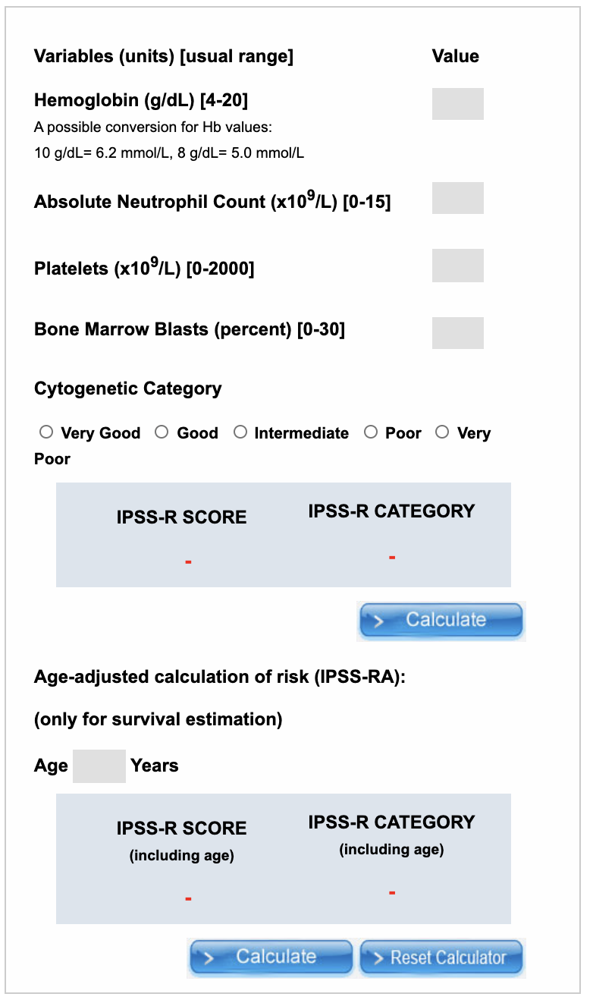 Variables (units) [usual range] Value
Hemoglobin (g/dL) [4-20]
A possible conversion for Hb values:
10 g/dL= 6.2 mmol/L, 8 g/dL= 5.0 mmol/L
Absolute Neutrophil Count (x10⁹/L) [0-15]
Platelets (x10⁹/L) [0-2000]
Bone Marrow Blasts (percent) [0-30]
Cytogenetic Category
Very Good Good Intermediate Poor Very
Poor
IPSS-R SCORE IPSS-R CATEGORY
- -
Calculate
Age-adjusted calculation of risk (IPSS-RA):
(only for survival estimation)
Age Years
IPSS-R SCORE IPSS-R CATEGORY
(including age) (including age)
- -
Calculate Reset Calculator